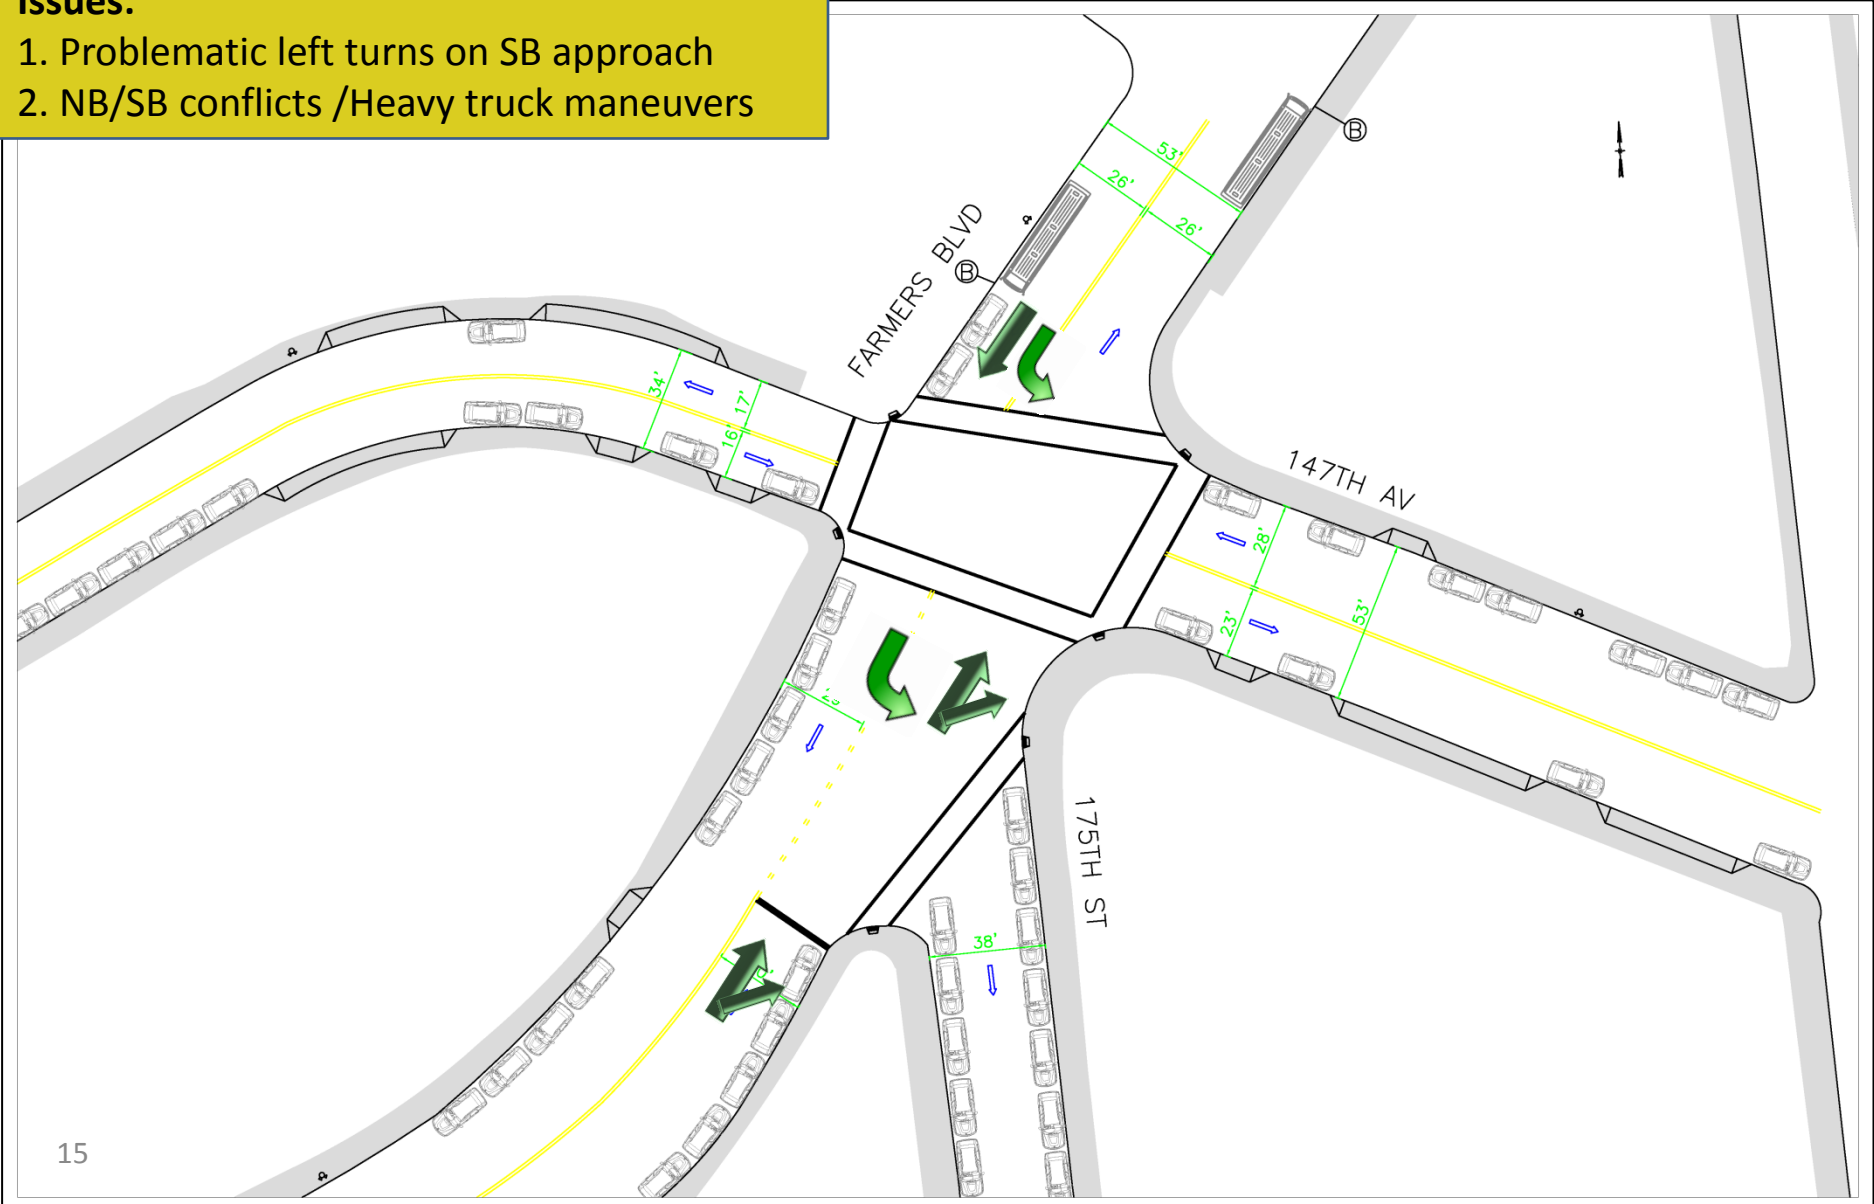 Issues:
1. Problematic left turns on SB approach
2. NB/SB conflicts /Heavy truck maneuvers
B
53'
26'
26'
FARMERS BLVD
B
34'
17'
16'
147TH AV
28'
23'
53'
175TH ST
38'
15